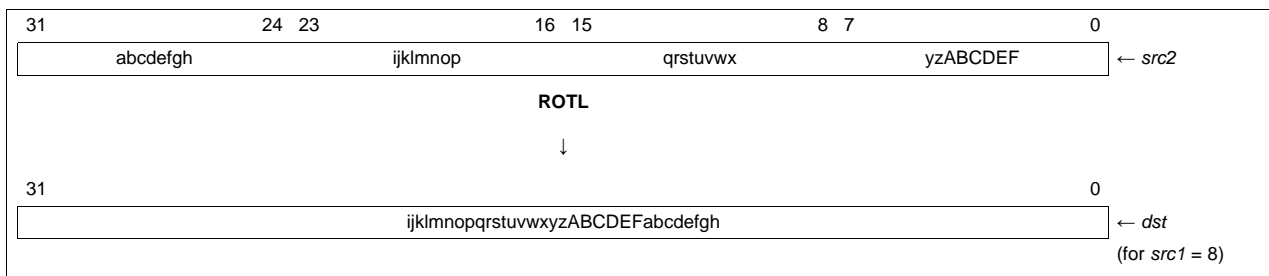 31 24 23 16 15 8 7 0
abcdefgh ijklmnop qrstuvwx yzABCDEF ← src2
ROTL
↓
31 0
ijklmnopqrstuvwxyzABCDEFabcdefgh ← dst
(for src1 = 8)